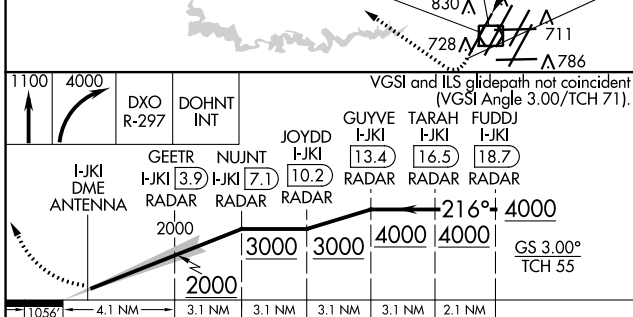 830
728
711
786
VGSI and ILS glidepath not coincident
(VGSI Angle 3.00/TCH 71).
1100
4000
DXO
R-297
DOHNT
INT
I-JKI
DME
ANTENNA
GEETR
I-JKI 3.9
RADAR
NUJNT
I-JKI 7.1
RADAR
JOYDD
I-JKI
10.2
RADAR
GUYVE
I-JKI
13.4
RADAR
TARAH
I-JKI
16.5
RADAR
FUDDJ
I-JKI
18.7
RADAR
2000
2000
3000
3000
4000
4000
216°
4000
GS 3.00°
TCH 55
1056'
4.1 NM
3.1 NM
3.1 NM
3.1 NM
3.1 NM
2.1 NM